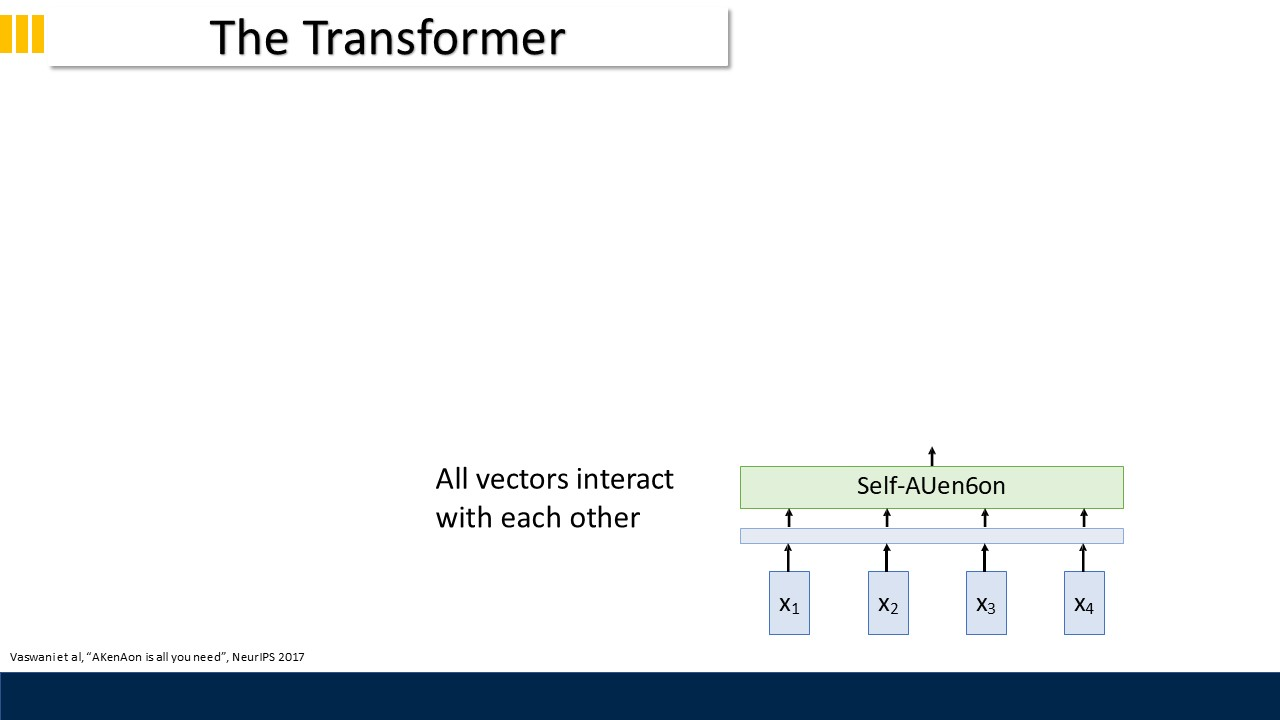 The Transformer
All vectors interact
with each other
Self-AUen6on
x1
x2
x3
x4
Vaswani et al, “AKenAon is all you need”, NeurIPS 2017